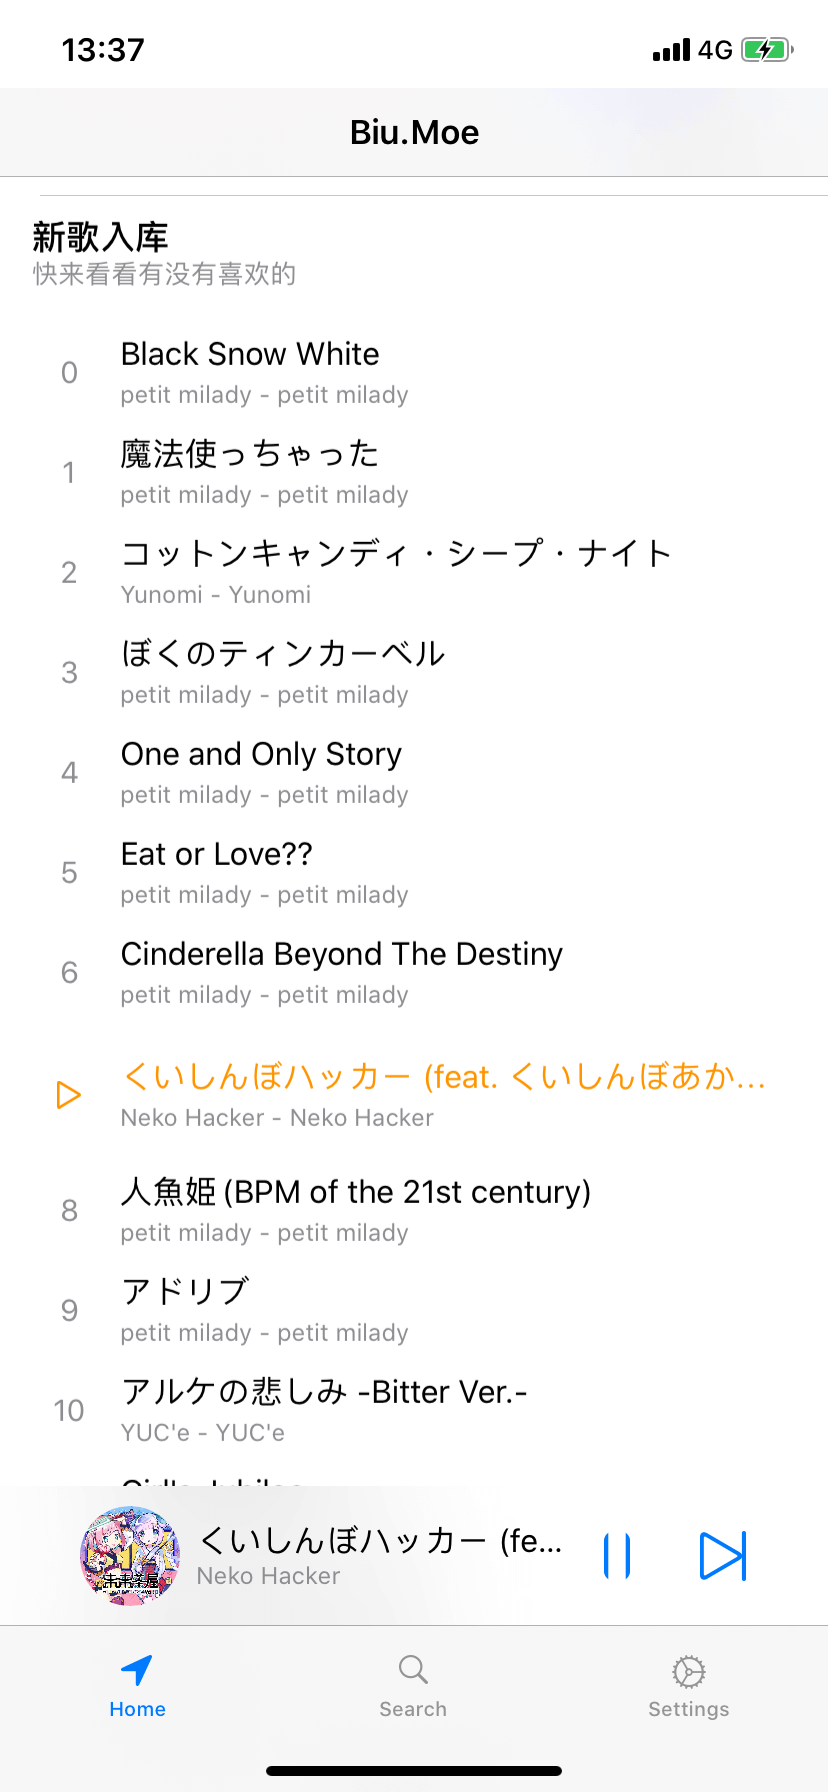 13:37
4G
Biu.Moe
新歌入库
快来看看有没有喜欢的
0
Black Snow White
petit milady - petit milady
1
魔法使っちゃった
petit milady - petit milady
2
コットンキャンディ・シープ・ナイト
Yunomi - Yunomi
3
ぼくのティンカーベル
petit milady - petit milady
4
One and Only Story
petit milady - petit milady
5
Eat or Love??
petit milady - petit milady
6
Cinderella Beyond The Destiny
petit milady - petit milady
くいしんぼハッカー (feat. くいしんぼあか...
Neko Hacker - Neko Hacker
8
人魚姫(BPM of the 21st century)
petit milady - petit milady
9
アドリブ
petit milady - petit milady
10
アルケの悲しみ -Bitter Ver.-
YUC'e - YUC'e
未来茶屋
くいしんぼハッカー (fe...
Neko Hacker
Home
Search
Settings